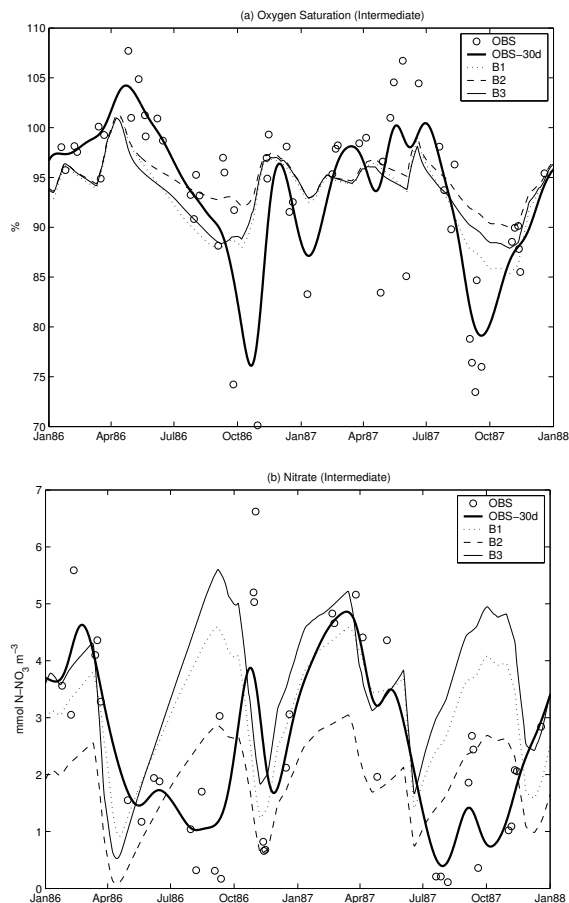 (a) Oxygen Saturation (Intermediate)
110
105
100
95
90
85
80
75
70
%
OBS
OBS−30d
B1
B2
B3
Jan86 Apr86 Jul86 Oct86 Jan87 Apr87 Jul87 Oct87 Jan88
(b) Nitrate (Intermediate)
7
6
5
4
3
2
1
0
mmol N−NO₃ m⁻³
OBS
OBS−30d
B1
B2
B3
Jan86 Apr86 Jul86 Oct86 Jan87 Apr87 Jul87 Oct87 Jan88